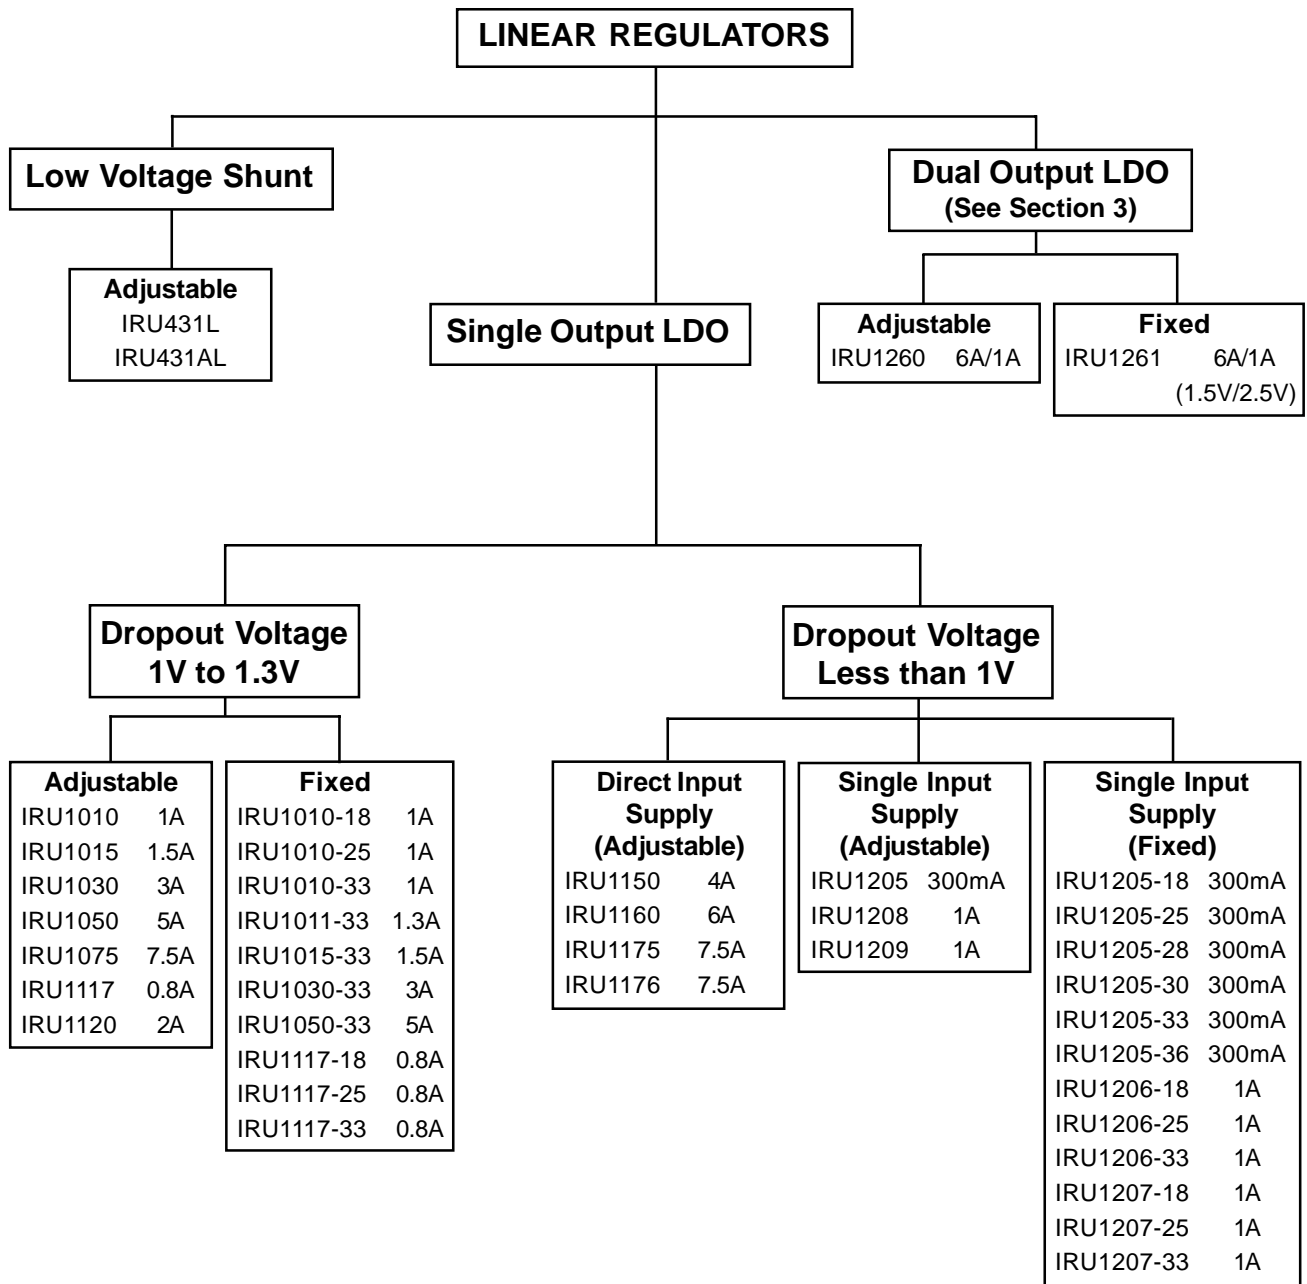 LINEAR REGULATORS
Low Voltage Shunt
Adjustable
IRU431L
IRU431AL
Single Output LDO
Dual Output LDO
(See Section 3)
Adjustable
IRU1260 6A/1A
Fixed
IRU1261 6A/1A
(1.5V/2.5V)
Dropout Voltage
1V to 1.3V
Adjustable
IRU1010 1A
IRU1015 1.5A
IRU1030 3A
IRU1050 5A
IRU1075 7.5A
IRU1117 0.8A
IRU1120 2A
Fixed
IRU1010-18 1A
IRU1010-25 1A
IRU1010-33 1A
IRU1011-33 1.3A
IRU1015-33 1.5A
IRU1030-33 3A
IRU1050-33 5A
IRU1117-18 0.8A
IRU1117-25 0.8A
IRU1117-33 0.8A
Dropout Voltage
Less than 1V
Direct Input
Supply
(Adjustable)
IRU1150 4A
IRU1160 6A
IRU1175 7.5A
IRU1176 7.5A
Single Input
Supply
(Adjustable)
IRU1205 300mA
IRU1208 1A
IRU1209 1A
Single Input
Supply
(Fixed)
IRU1205-18 300mA
IRU1205-25 300mA
IRU1205-28 300mA
IRU1205-30 300mA
IRU1205-33 300mA
IRU1205-36 300mA
IRU1206-18 1A
IRU1206-25 1A
IRU1206-33 1A
IRU1207-18 1A
IRU1207-25 1A
IRU1207-33 1A